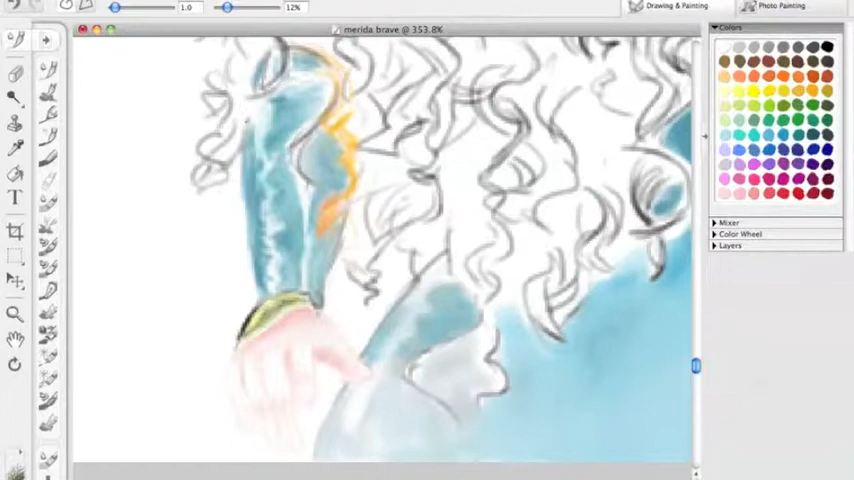 1.0
12%
Drawing & Painting
Photo Painting
merida brave @ 353.8%
Colors
Mixer
Color Wheel
Layers
T